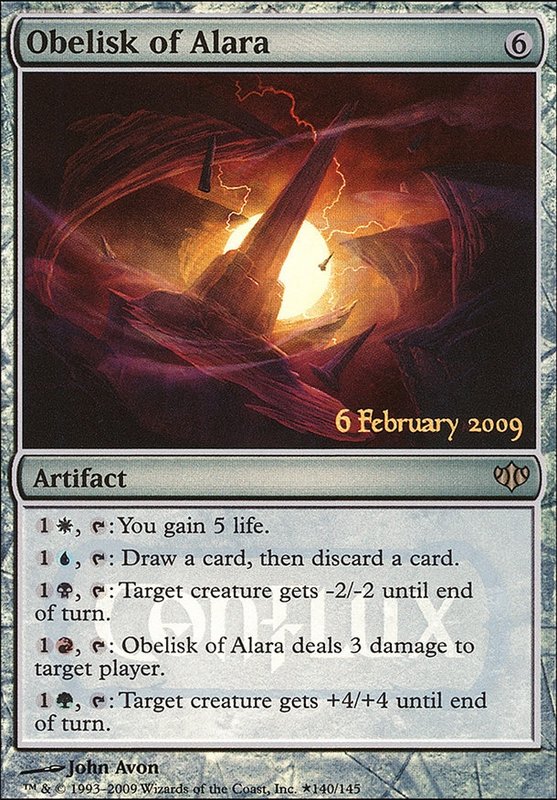 Obelisk of Alara 6
6 February 2009
Artifact
1, : You gain 5 life.
1, : Draw a card, then discard a card.
1, : Target creature gets -2/-2 until end
of turn.
1, : Obelisk of Alara deals 3 damage to
target player.
1, : Target creature gets +4/+4 until end
of turn.
CONFLUX
John Avon
™ & © 1993–2009 Wizards of the Coast, Inc. ★140/145